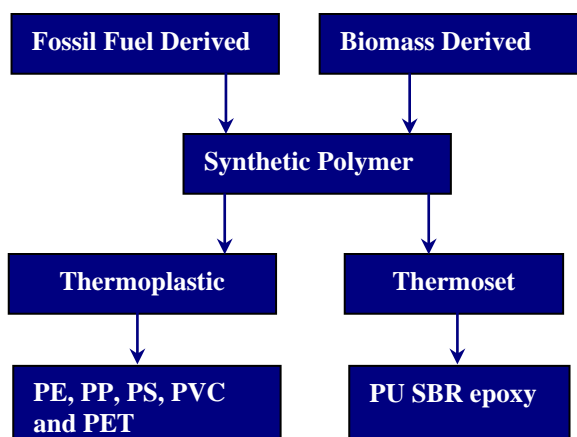 Fossil Fuel Derived
Biomass Derived
Synthetic Polymer
Thermoplastic
Thermoset
PE, PP, PS, PVC
and PET
PU SBR epoxy